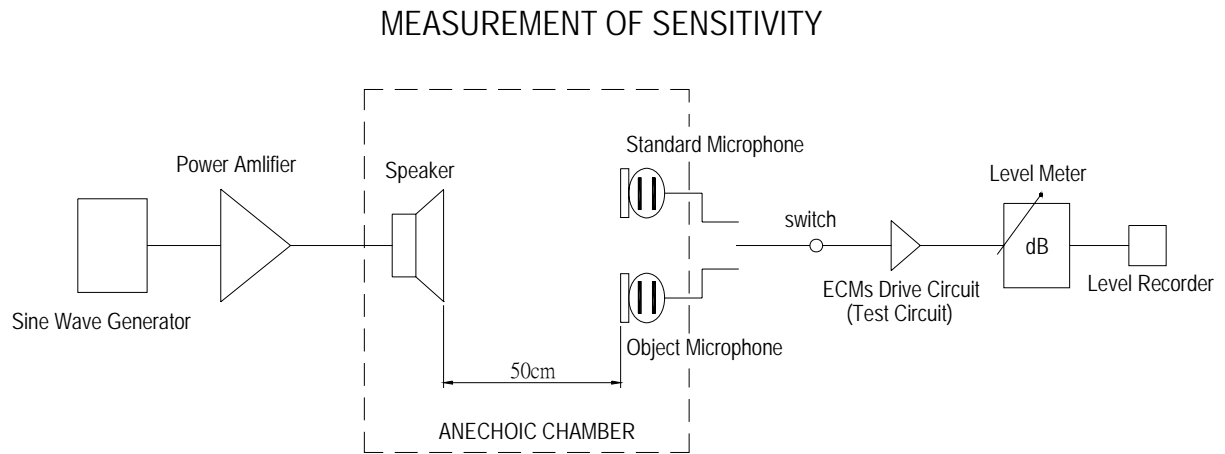 MEASUREMENT OF SENSITIVITY
Standard Microphone
Power Amlifier
Speaker
Level Meter
switch
dB
ECMs Drive Circuit
(Test Circuit)
Level Recorder
Sine Wave Generator
Object Microphone
50cm
ANECHOIC CHAMBER